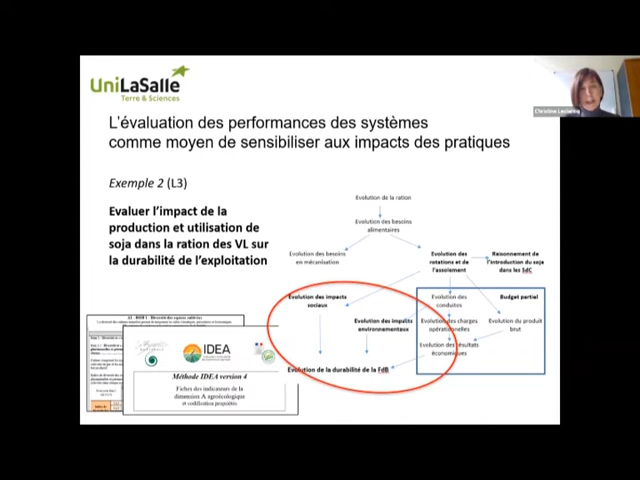 UniLaSalle
Terre & Sciences
L'évaluation des performances des systèmes
comme moyen de sensibiliser aux impacts des pratiques
Exemple 2 (L3)
Evaluer l'impact de la
production et utilisation de
soja dans la ration des VL sur
la durabilité de l'exploitation
Evolution de la ration
Evolution des besoins
alimentaires
Evolution des besoins
en mécanisation
Evolution des
rotations et de
l'assolement
Raisonnement de
l'introduction du soja
dans les SdC
Evolution des impacts
sociaux
Evolution des
conduites
Budget partiel
Evolution des impacts
environnementaux
Evolution des charges
opérationnelles
Evolution du produit
brut
Evolution des résultats
économiques
Evolution de la durabilité de la FdB
IDEA
Méthode IDEA version 4
Fiches des indicateurs de la
dimension A agroécologique
et codification propriétés
Christine